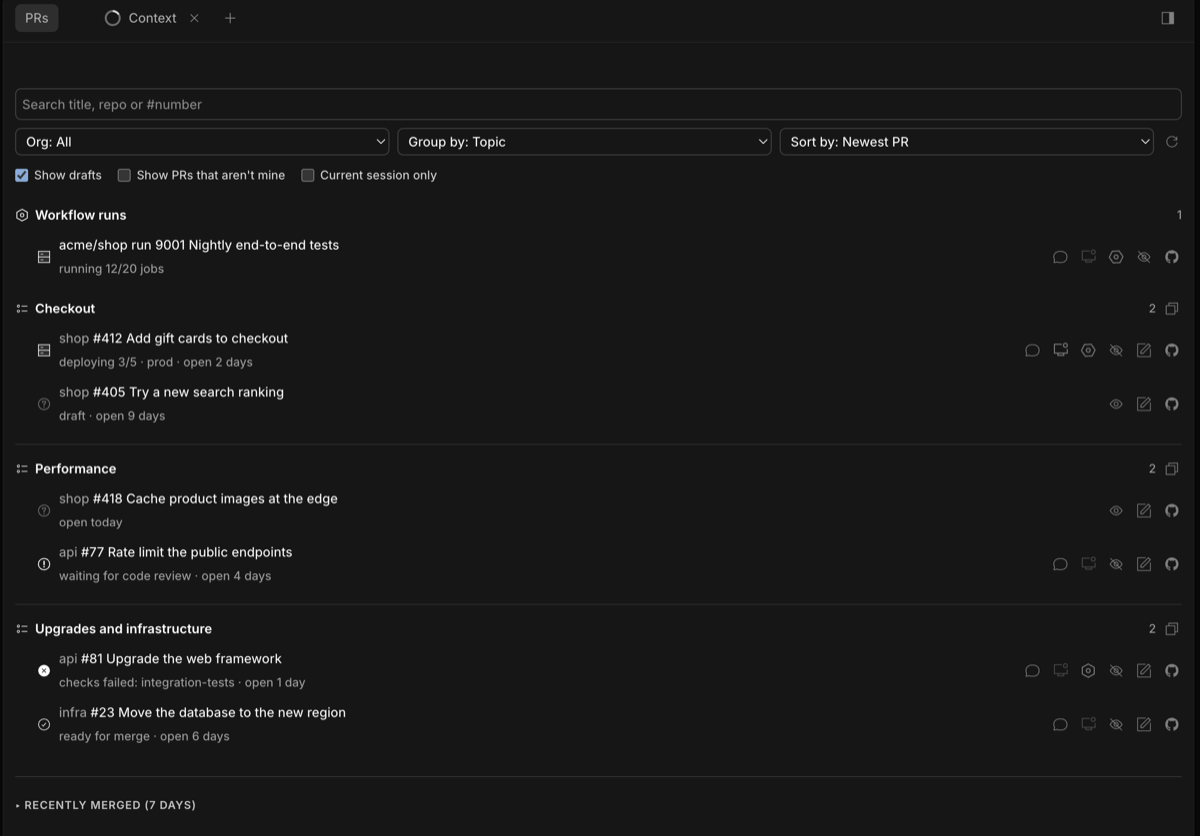 PRs
Context
Search title, repo or #number
Org: All
Group by: Topic
Sort by: Newest PR
Show drafts
Show PRs that aren't mine
Current session only
Workflow runs
1
acme/shop run 9001 Nightly end-to-end tests
running 12/20 jobs
Checkout
2
shop #412 Add gift cards to checkout
deploying 3/5 · prod · open 2 days
shop #405 Try a new search ranking
draft · open 9 days
Performance
2
shop #418 Cache product images at the edge
open today
api #77 Rate limit the public endpoints
waiting for code review · open 4 days
Upgrades and infrastructure
2
api #81 Upgrade the web framework
checks failed: integration-tests · open 1 day
infra #23 Move the database to the new region
ready for merge · open 6 days
RECENTLY MERGED (7 DAYS)